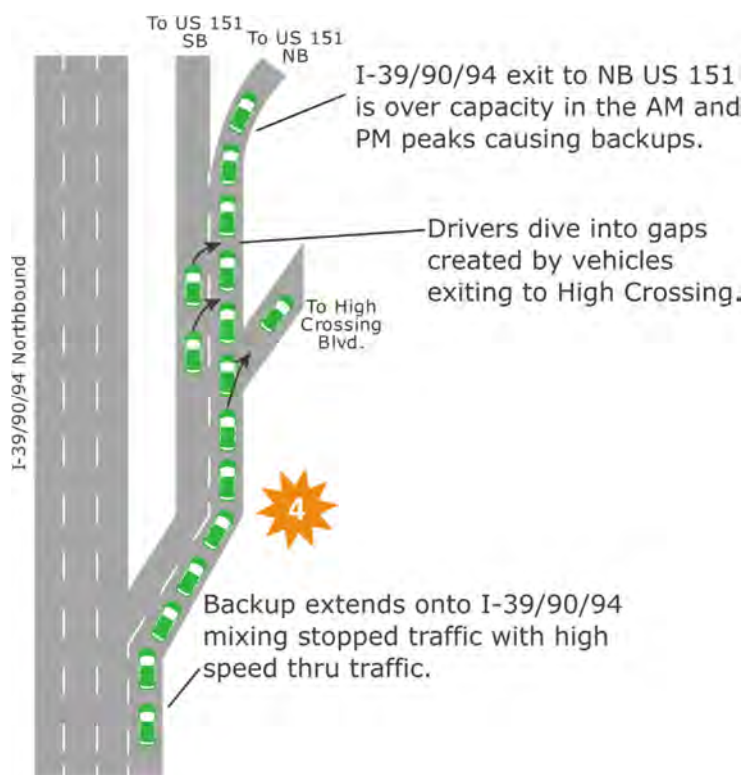 To US 151
SB
To US 151
NB
I-39/90/94 exit to NB US 151
is over capacity in the AM and
PM peaks causing backups.
Drivers dive into gaps
created by vehicles
exiting to High Crossing.
To High
Crossing
Blvd.
I-39/90/94 Northbound
4
Backup extends onto I-39/90/94
mixing stopped traffic with high
speed thru traffic.